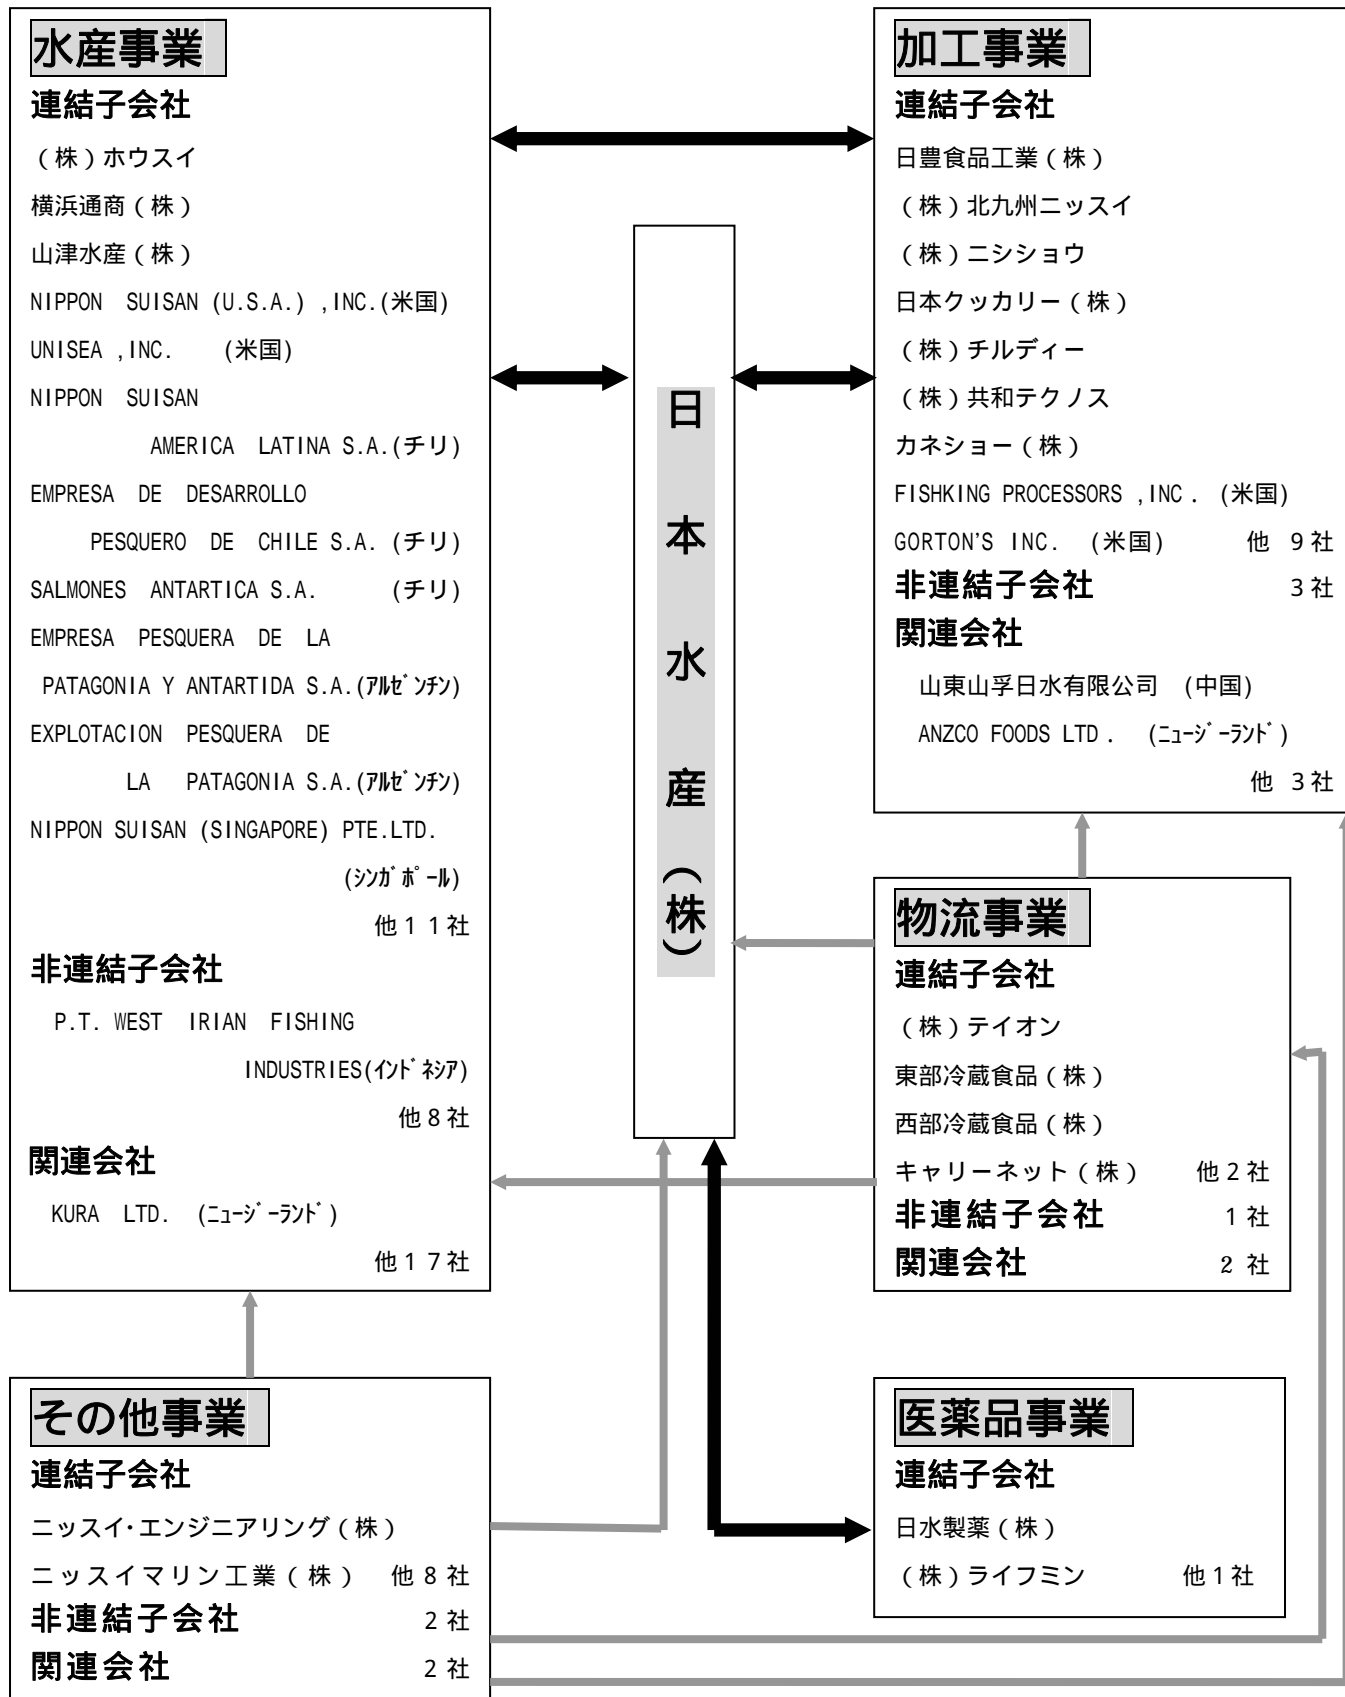 水産事業
連結子会社
（株）ホウスイ
横浜通商（株）
山津水産（株）
NIPPON SUISAN (U.S.A.) ,INC.(米国)
UNISEA ,INC. (米国)
NIPPON SUISAN
AMERICA LATINA S.A.(チリ)
EMPRESA DE DESARROLLO
PESQUERO DE CHILE S.A. (チリ)
SALMONES ANTARTICA S.A. (チリ)
EMPRESA PESQUERA DE LA
PATAGONIA Y ANTARTIDA S.A.(ｱﾙｾﾞﾝﾁﾝ)
EXPLOTACION PESQUERA DE
LA PATAGONIA S.A.(ｱﾙｾﾞﾝﾁﾝ)
NIPPON SUISAN (SINGAPORE) PTE.LTD.
(ｼﾝｶﾞﾎﾟｰﾙ)
他１１社
非連結子会社
P.T. WEST IRIAN FISHING
INDUSTRIES(ｲﾝﾄﾞﾈｼｱ)
他８社
関連会社
KURA LTD. (ﾆｭｰｼﾞｰﾗﾝﾄﾞ)
他１７社
日本水産（株）
加工事業
連結子会社
日豊食品工業（株）
（株）北九州ニッスイ
（株）ニシショウ
日本クッカリー（株）
（株）チルディー
（株）共和テクノス
カネショー（株）
FISHKING PROCESSORS ,INC. (米国)
GORTON'S INC. (米国) 他 9社
非連結子会社 3社
関連会社
山東山孚日水有限公司 (中国)
ANZCO FOODS LTD. (ﾆｭｰｼﾞｰﾗﾝﾄﾞ)
他 3社
物流事業
連結子会社
（株）テイオン
東部冷蔵食品（株）
西部冷蔵食品（株）
キャリーネット（株） 他２社
非連結子会社 1社
関連会社 2 社
その他事業
連結子会社
ニッスイ・エンジニアリング（株）
ニッスイマリン工業（株） 他８社
非連結子会社 2社
関連会社 2社
医薬品事業
連結子会社
日水製薬（株）
（株）ライフミン 他１社